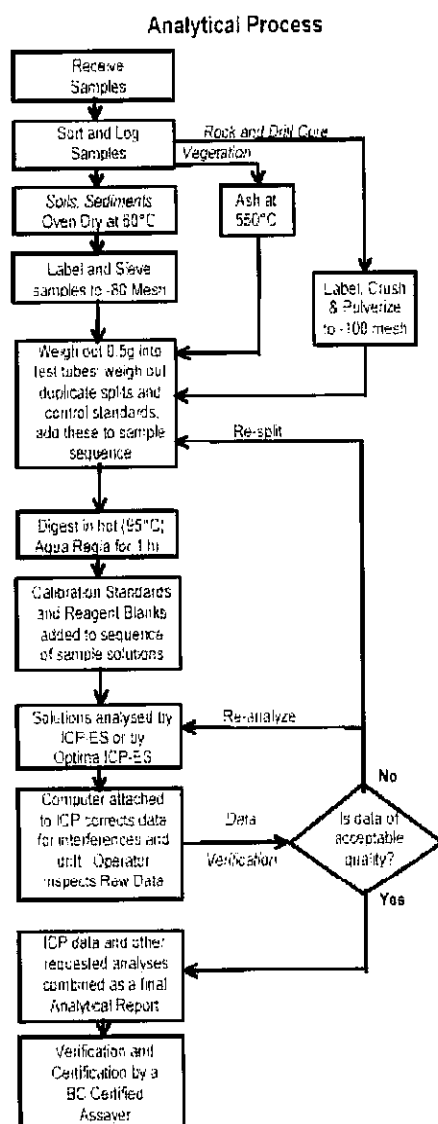 Analytical Process
Receive
Samples
Sort and Log
Samples
Rock and Drill Core
Vegetation
Soils, Sediments
Oven Dry at 60°C
Ash at
550°C
Label and Sieve
samples to -80 Mesh
Label, Crush
& Pulverize
to -100 mesh
Weigh out 0.5g into
test tubes; weigh out
duplicate splits and
control standards,
add these to sample
sequence
Re-split
Digest in hot (95°C)
Aqua Regia for 1 hr.
Calibration Standards
and Reagent Blanks
added to sequence
of sample solutions
Solutions analysed by
ICP-ES or by
Optima ICP-ES
Re-analyze
No
Computer attached
to ICP corrects data
for interferences and
drift. Operator
inspects Raw Data
Data
Verification
Is data of
acceptable
quality?
Yes
ICP data and other
requested analyses
combined as a final
Analytical Report
Verification and
Certification by a
BC Certified
Assayer